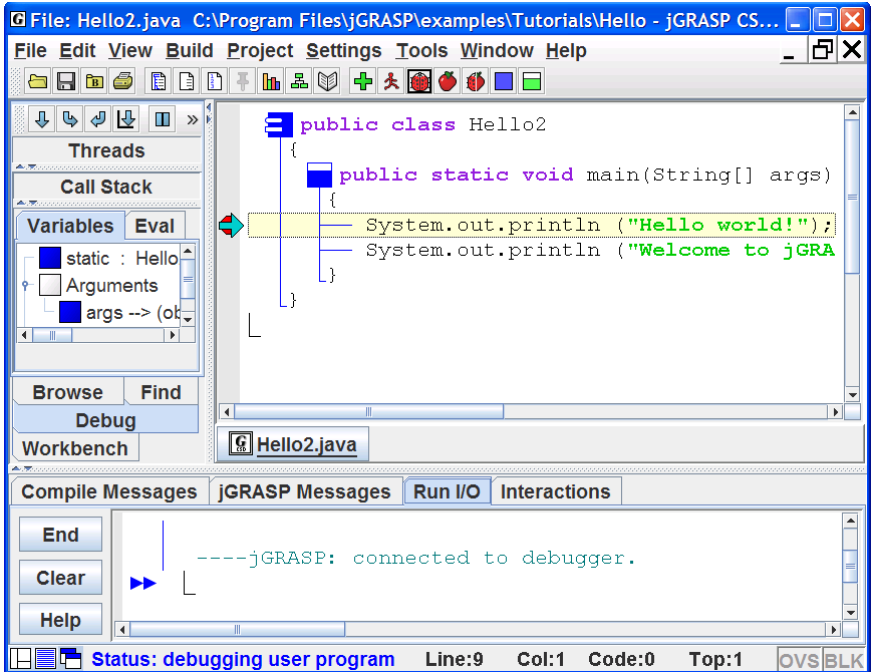 File: Hello2.java  C:\Program Files\jGRASP\examples\Tutorials\Hello - jGRASP CS...
File Edit View Build Project Settings Tools Window Help
»
Threads
Call Stack
Variables Eval
static : Hello
Arguments
args --> (ob
Browse Find
Debug
Workbench
public class Hello2
{
public static void main(String[] args)
{
System.out.println ("Hello world!");
System.out.println ("Welcome to jGRA
}
}
Hello2.java
Compile Messages jGRASP Messages Run I/O Interactions
End
Clear
Help
----jGRASP: connected to debugger.
Status: debugging user program Line:9 Col:1 Code:0 Top:1 OVS BLK